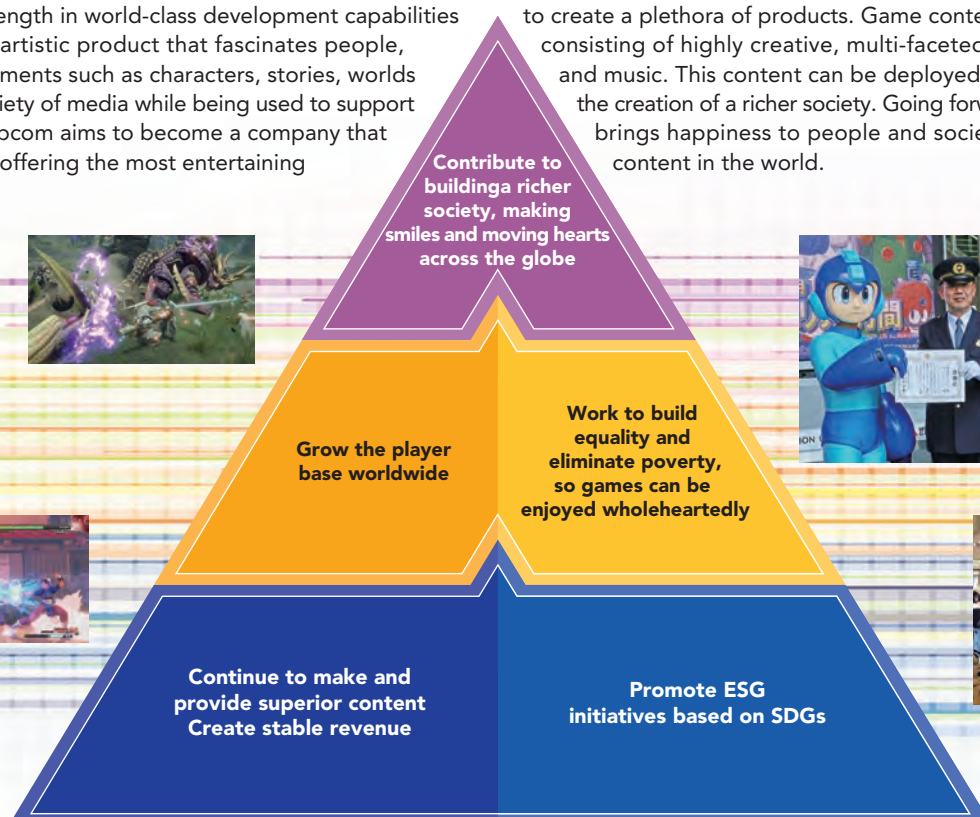 ength in world-class development capabilities to create a plethora of products. Game conte
artistic product that fascinates people, consisting of highly creative, multi-faceted
ments such as characters, stories, worlds and music. This content can be deployed
iety of media while being used to support the creation of a richer society. Going forw
pcom aims to become a company that brings happiness to people and socie
offering the most entertaining content in the world.
Contribute to
buildinga richer
society, making
smiles and moving hearts
across the globe
Grow the player
base worldwide
Work to build
equality and
eliminate poverty,
so games can be
enjoyed wholeheartedly
Continue to make and
provide superior content
Create stable revenue
Promote ESG
initiatives based on SDGs